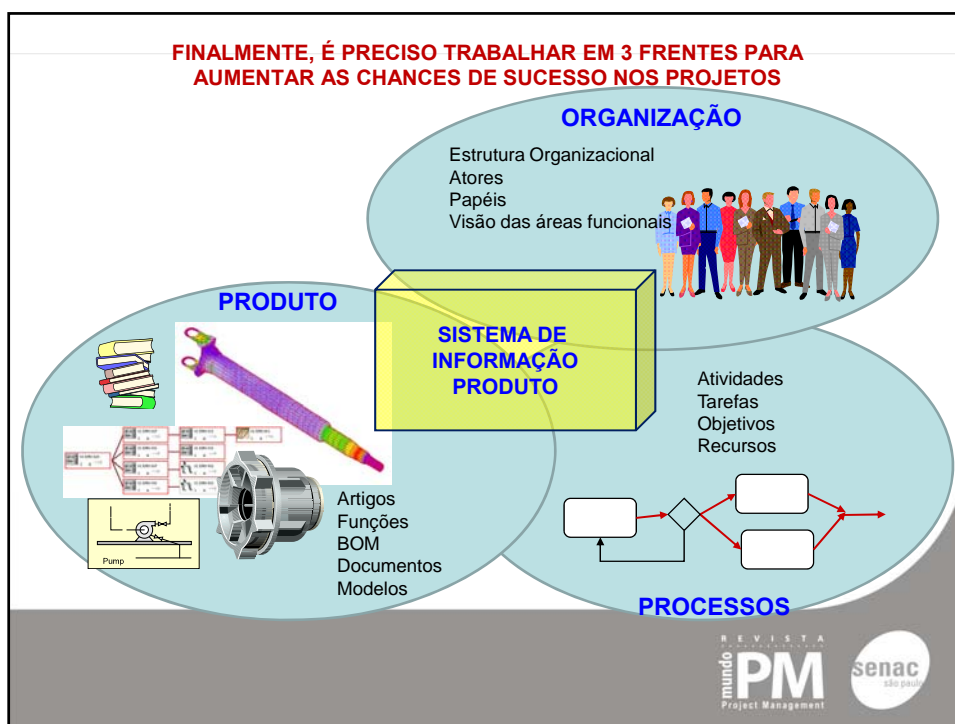 FINALMENTE, É PRECISO TRABALHAR EM 3 FRENTES PARA
AUMENTAR AS CHANCES DE SUCESSO NOS PROJETOS
ORGANIZAÇÃO
Estrutura Organizacional
Atores
Papéis
Visão das áreas funcionais
PRODUTO
SISTEMA DE
INFORMAÇÃO
PRODUTO
Atividades
Tarefas
Objetivos
Recursos
Artigos
Funções
BOM
Documentos
Modelos
Pump
PROCESSOS
REVISTA
mundo
PM
Project Management
senac
são paulo